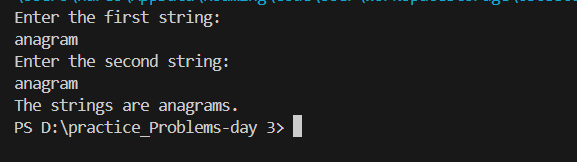 Enter the first string:
anagram
Enter the second string:
anagram
The strings are anagrams.
PS D:\practice_Problems-day 3>